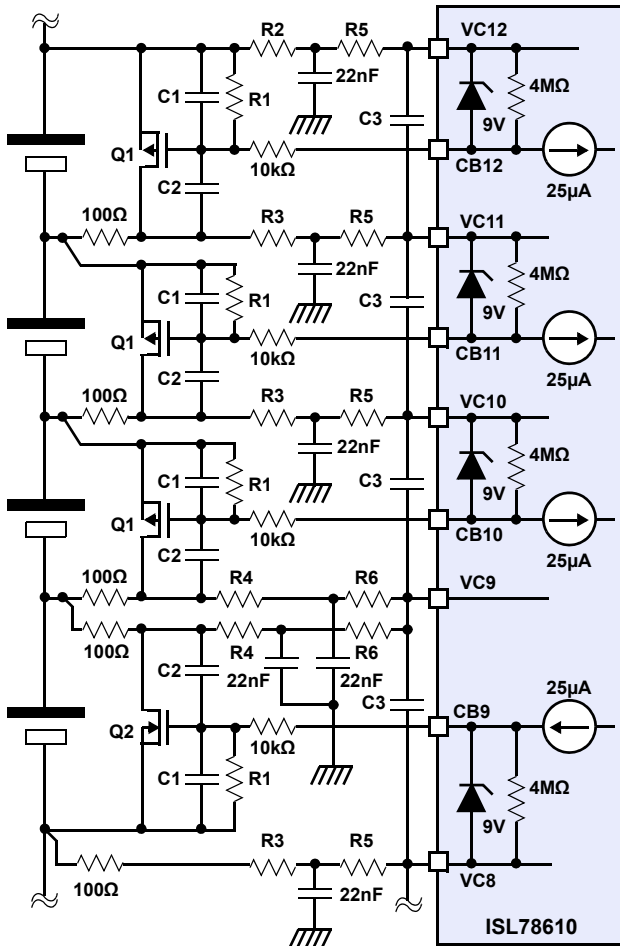 R2 R5 VC12
22nF
C1 R1 4MΩ
C3 9V
Q1 10kΩ CB12
C2 25µA
100Ω R3 R5 VC11
22nF
C1 R1 4MΩ
C3 9V
Q1 10kΩ CB11
C2 25µA
100Ω R3 R5 VC10
22nF
C1 R1 4MΩ
C3 9V
Q1 10kΩ CB10
C2 25µA
100Ω R4 R6 VC9
100Ω R4 R6
C2 22nF 22nF C3 25µA
CB9
Q2 10kΩ
C1 R1 4MΩ
9V
R3 R5
100Ω 22nF VC8
ISL78610